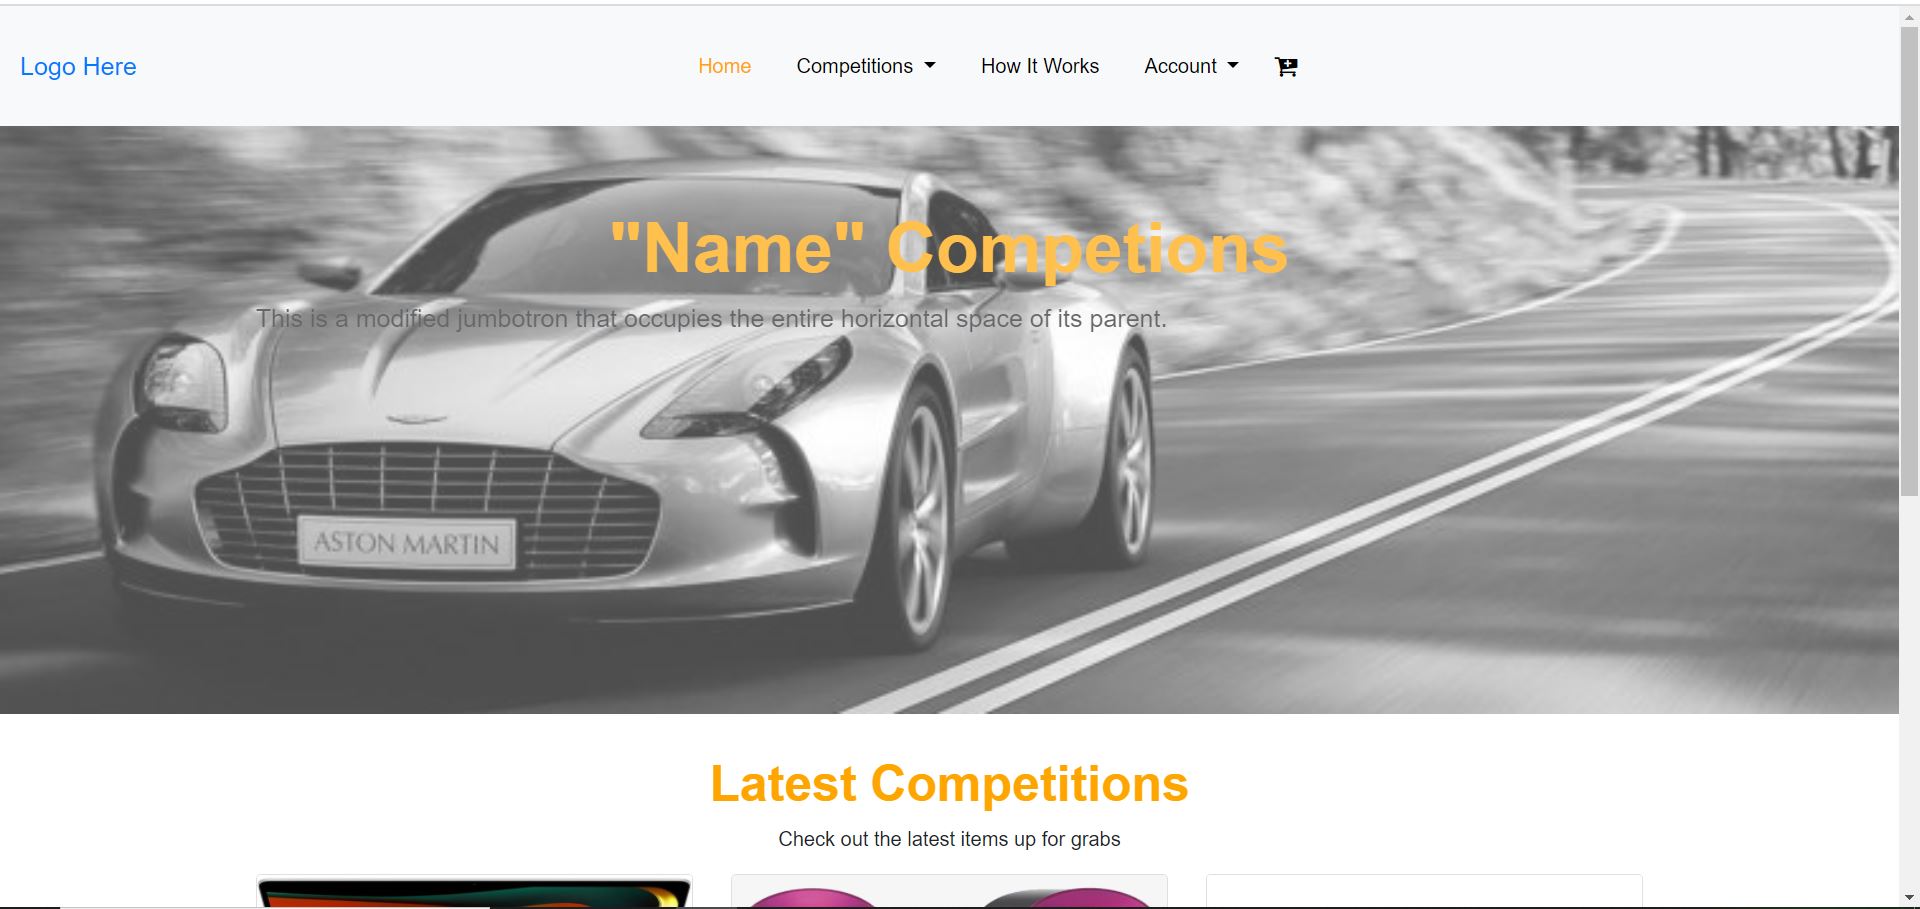 Logo Here
Home Competitions How It Works Account
"Name" Competions
This is a modified jumbotron that occupies the entire horizontal space of its parent.
ASTON MARTIN
Latest Competitions
Check out the latest items up for grabs